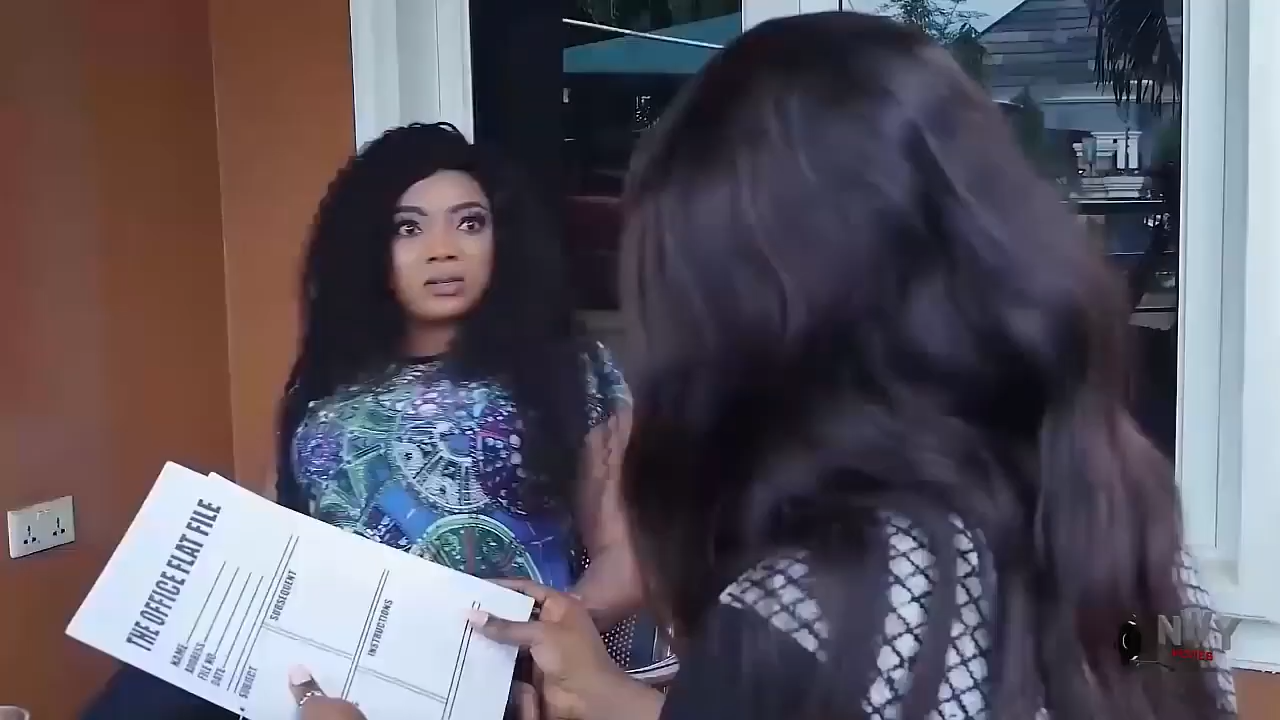 THE OFFICE FLAT FILE
NAME
ADDRESS
FILE NO.
DATE
SUBJECT
SUBSEQUENT
INSTRUCTIONS